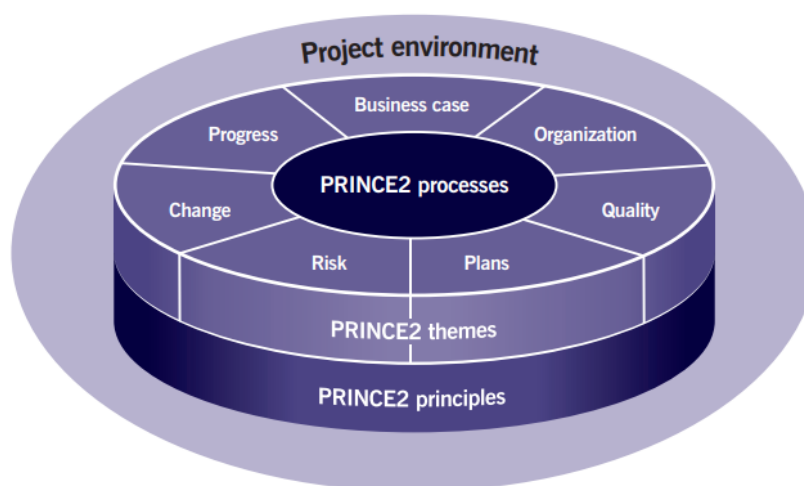 Project environment
Business case
Progress
Organization
PRINCE2 processes
Change
Quality
Risk
Plans
PRINCE2 themes
PRINCE2 principles